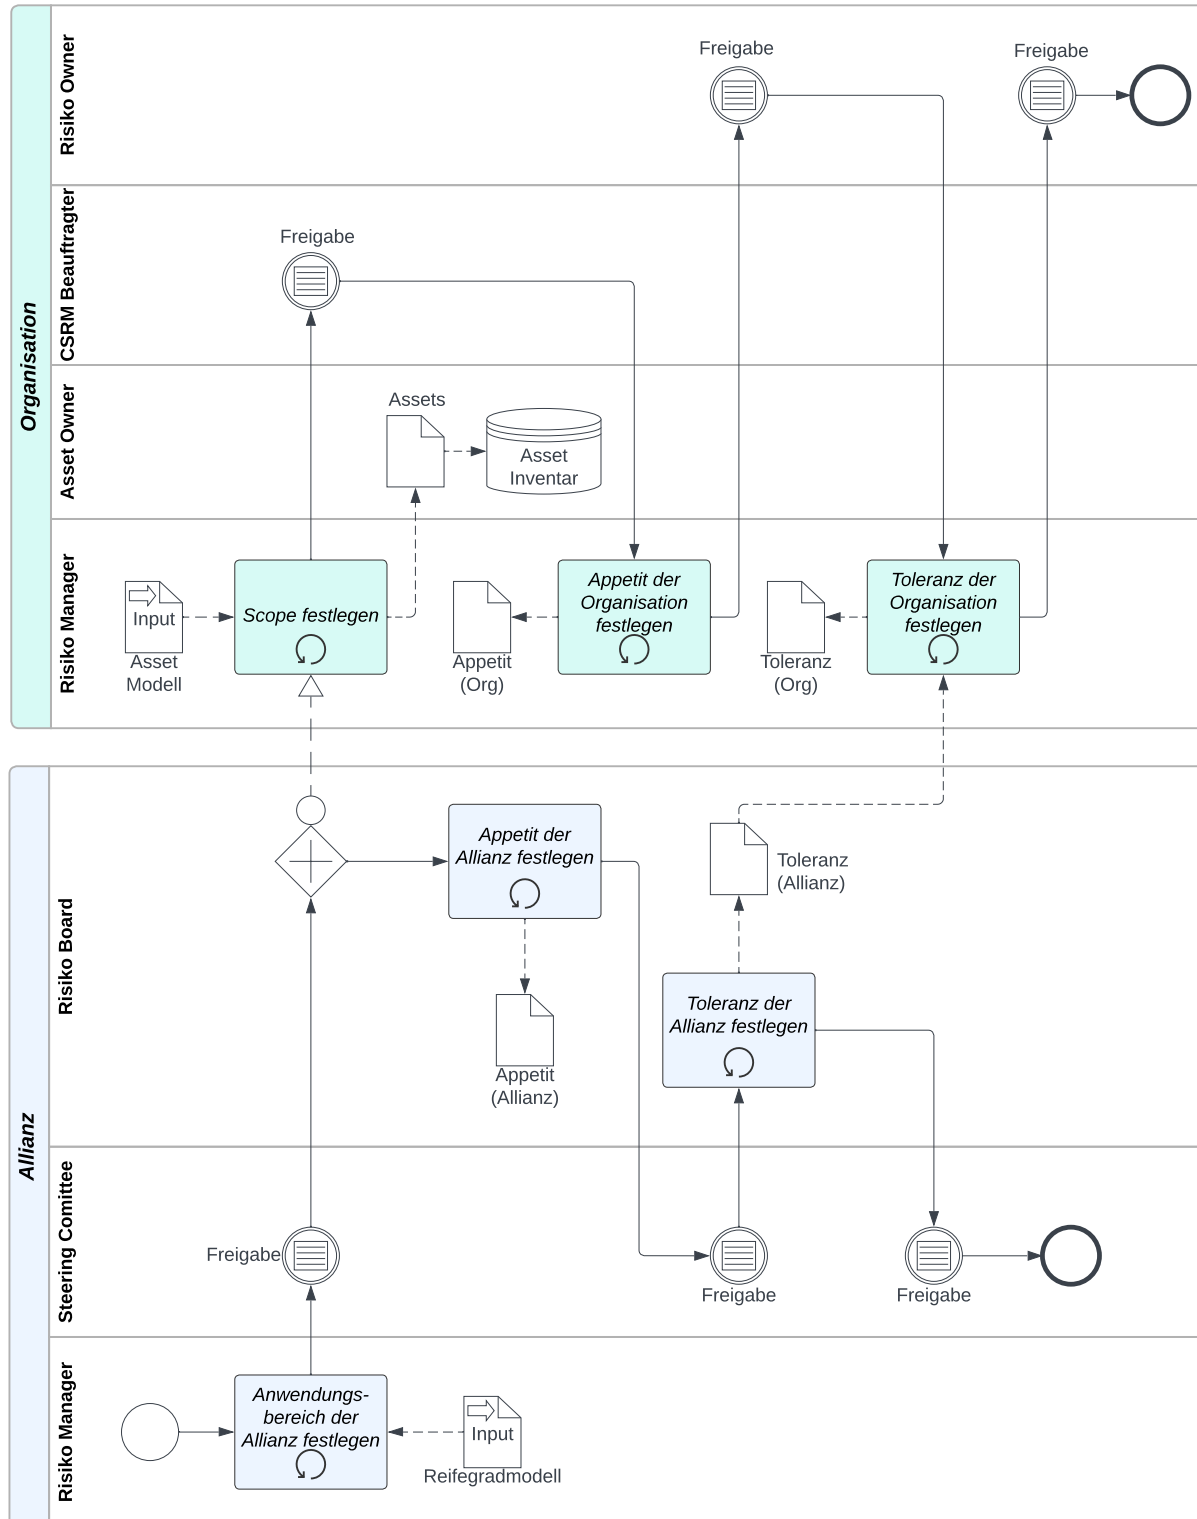 Organisation
Risiko Owner
Freigabe
Freigabe
CSRM Beauftragter
Freigabe
Asset Owner
Assets
Asset
Inventar
Risiko Manager
Input
Asset
Modell
Scope festlegen
Appetit
(Org)
Appetit der
Organisation
festlegen
Toleranz
(Org)
Toleranz der
Organisation
festlegen
Allianz
Risiko Board
Appetit der
Allianz festlegen
Appetit
(Allianz)
Toleranz
(Allianz)
Toleranz der
Allianz festlegen
Steering Comittee
Freigabe
Freigabe
Freigabe
Risiko Manager
Anwendungs-
bereich der
Allianz festlegen
Input
Reifegradmodell